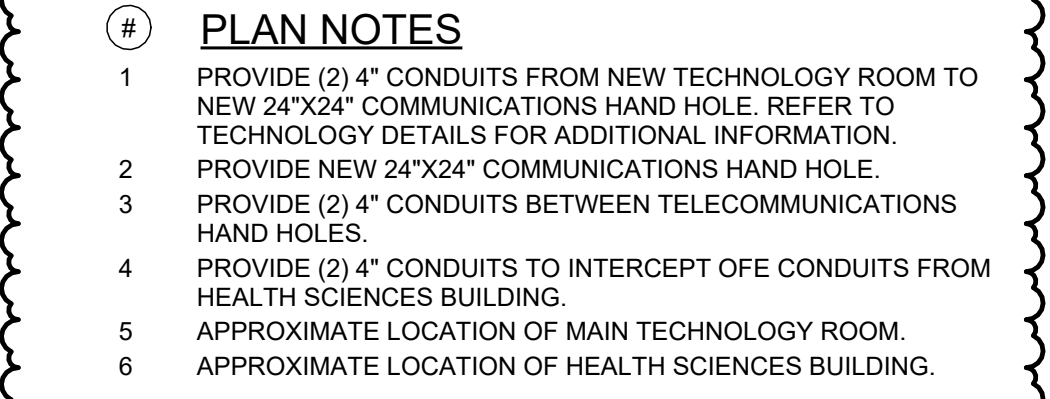 # PLAN NOTES
1 PROVIDE (2) 4" CONDUITS FROM NEW TECHNOLOGY ROOM TO
NEW 24"X24" COMMUNICATIONS HAND HOLE. REFER TO
TECHNOLOGY DETAILS FOR ADDITIONAL INFORMATION.
2 PROVIDE NEW 24"X24" COMMUNICATIONS HAND HOLE.
3 PROVIDE (2) 4" CONDUITS BETWEEN TELECOMMUNICATIONS
HAND HOLES.
4 PROVIDE (2) 4" CONDUITS TO INTERCEPT OFE CONDUITS FROM
HEALTH SCIENCES BUILDING.
5 APPROXIMATE LOCATION OF MAIN TECHNOLOGY ROOM.
6 APPROXIMATE LOCATION OF HEALTH SCIENCES BUILDING.